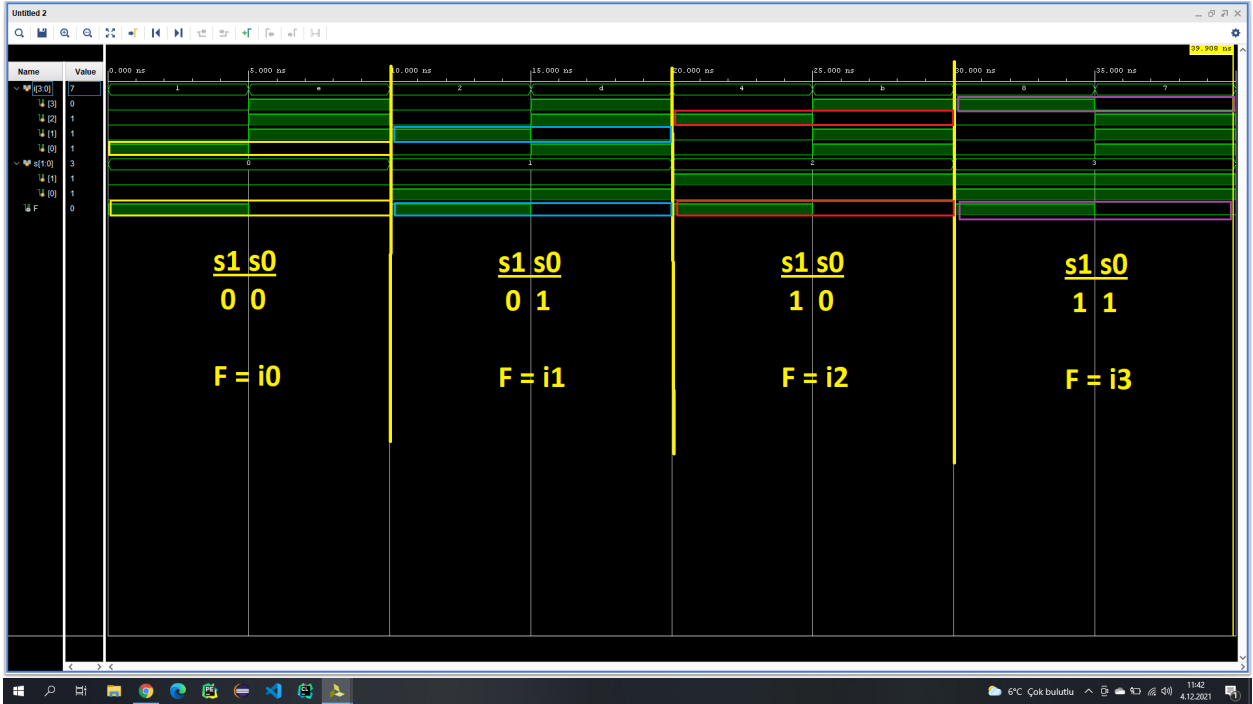 Untitled 2
39.908 ns
Name Value 0.000 ns 5.000 ns 10.000 ns 15.000 ns 20.000 ns 25.000 ns 30.000 ns 35.000 ns
i[3:0] 7 1 e 2 d 4 b 8 7
[3] 0
[2] 1
[1] 1
[0] 1
s[1:0] 3 0 1 2 3
[1] 1
[0] 1
F 0
s1 s0 s1 s0 s1 s0 s1 s0
0 0 0 1 1 0 1 1
F = i0 F = i1 F = i2 F = i3
6°C Çok bulutlu
11:42
4.12.2021